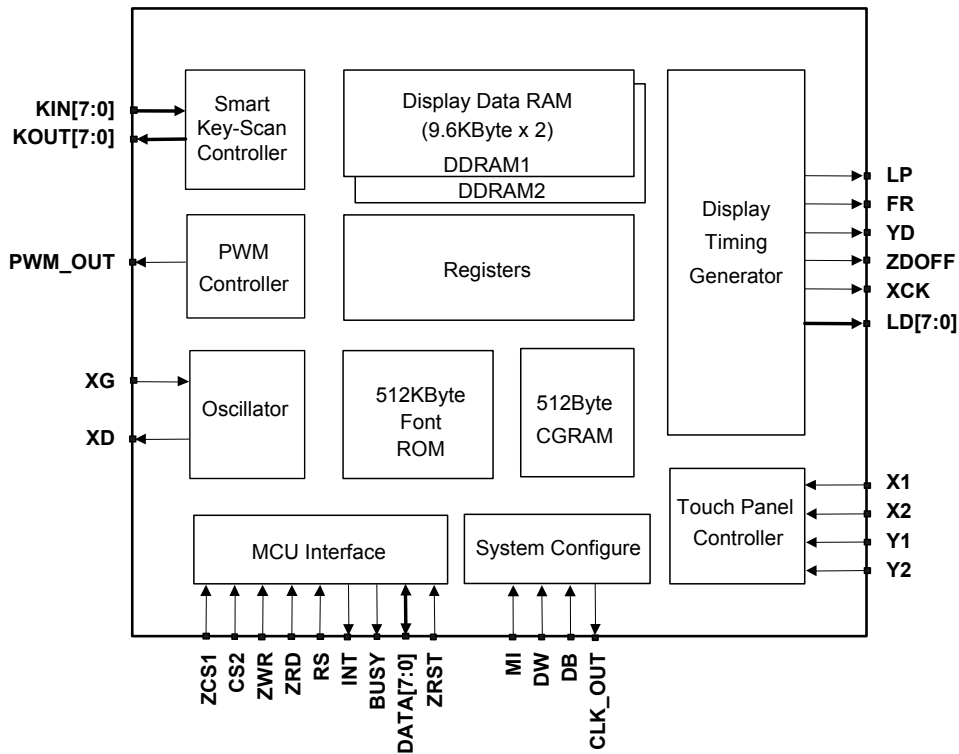 KIN[7:0]
KOUT[7:0]
Smart
Key-Scan
Controller
Display Data RAM
(9.6KByte x 2)
DDRAM1
DDRAM2
Display
Timing
Generator
LP
FR
YD
ZDOFF
XCK
LD[7:0]
PWM_OUT
PWM
Controller
Registers
XG
XD
Oscillator
512KByte
Font
ROM
512Byte
CGRAM
Touch Panel
Controller
X1
X2
Y1
Y2
MCU Interface
System Configure
ZCS1
CS2
ZWR
ZRD
RS
INT
BUSY
DATA[7:0]
ZRST
MI
DW
DB
CLK_OUT